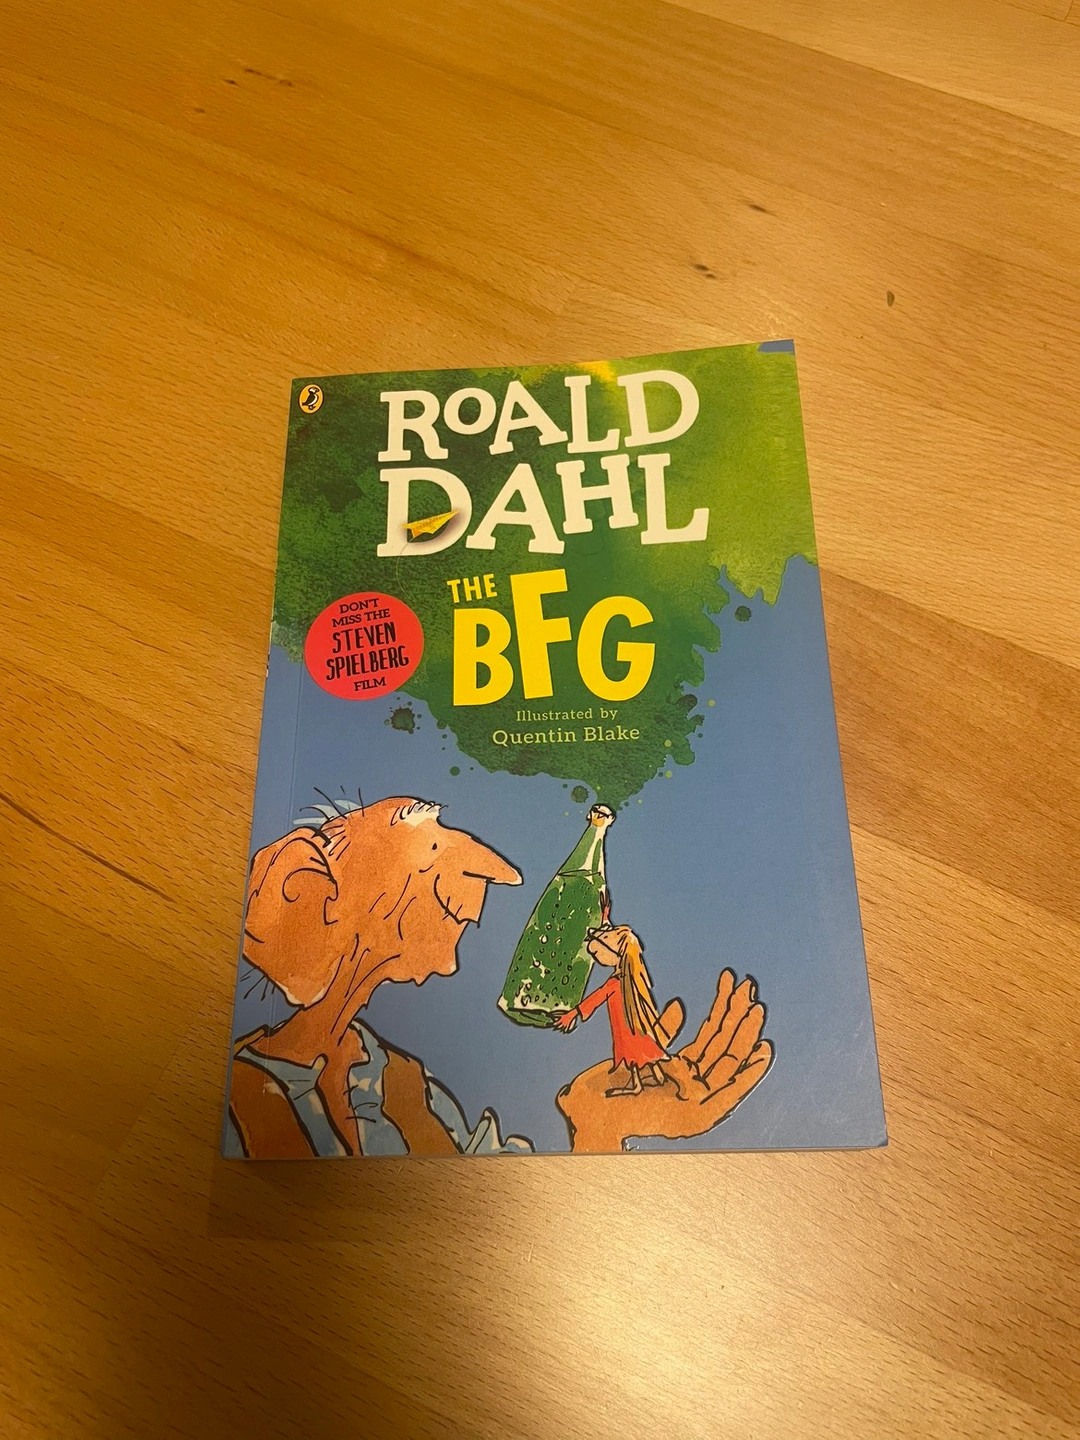 ROALD
DAHL
THE
BFG
DON'T
MISS THE
STEVEN
SPIELBERG
FILM
Illustrated by
Quentin Blake